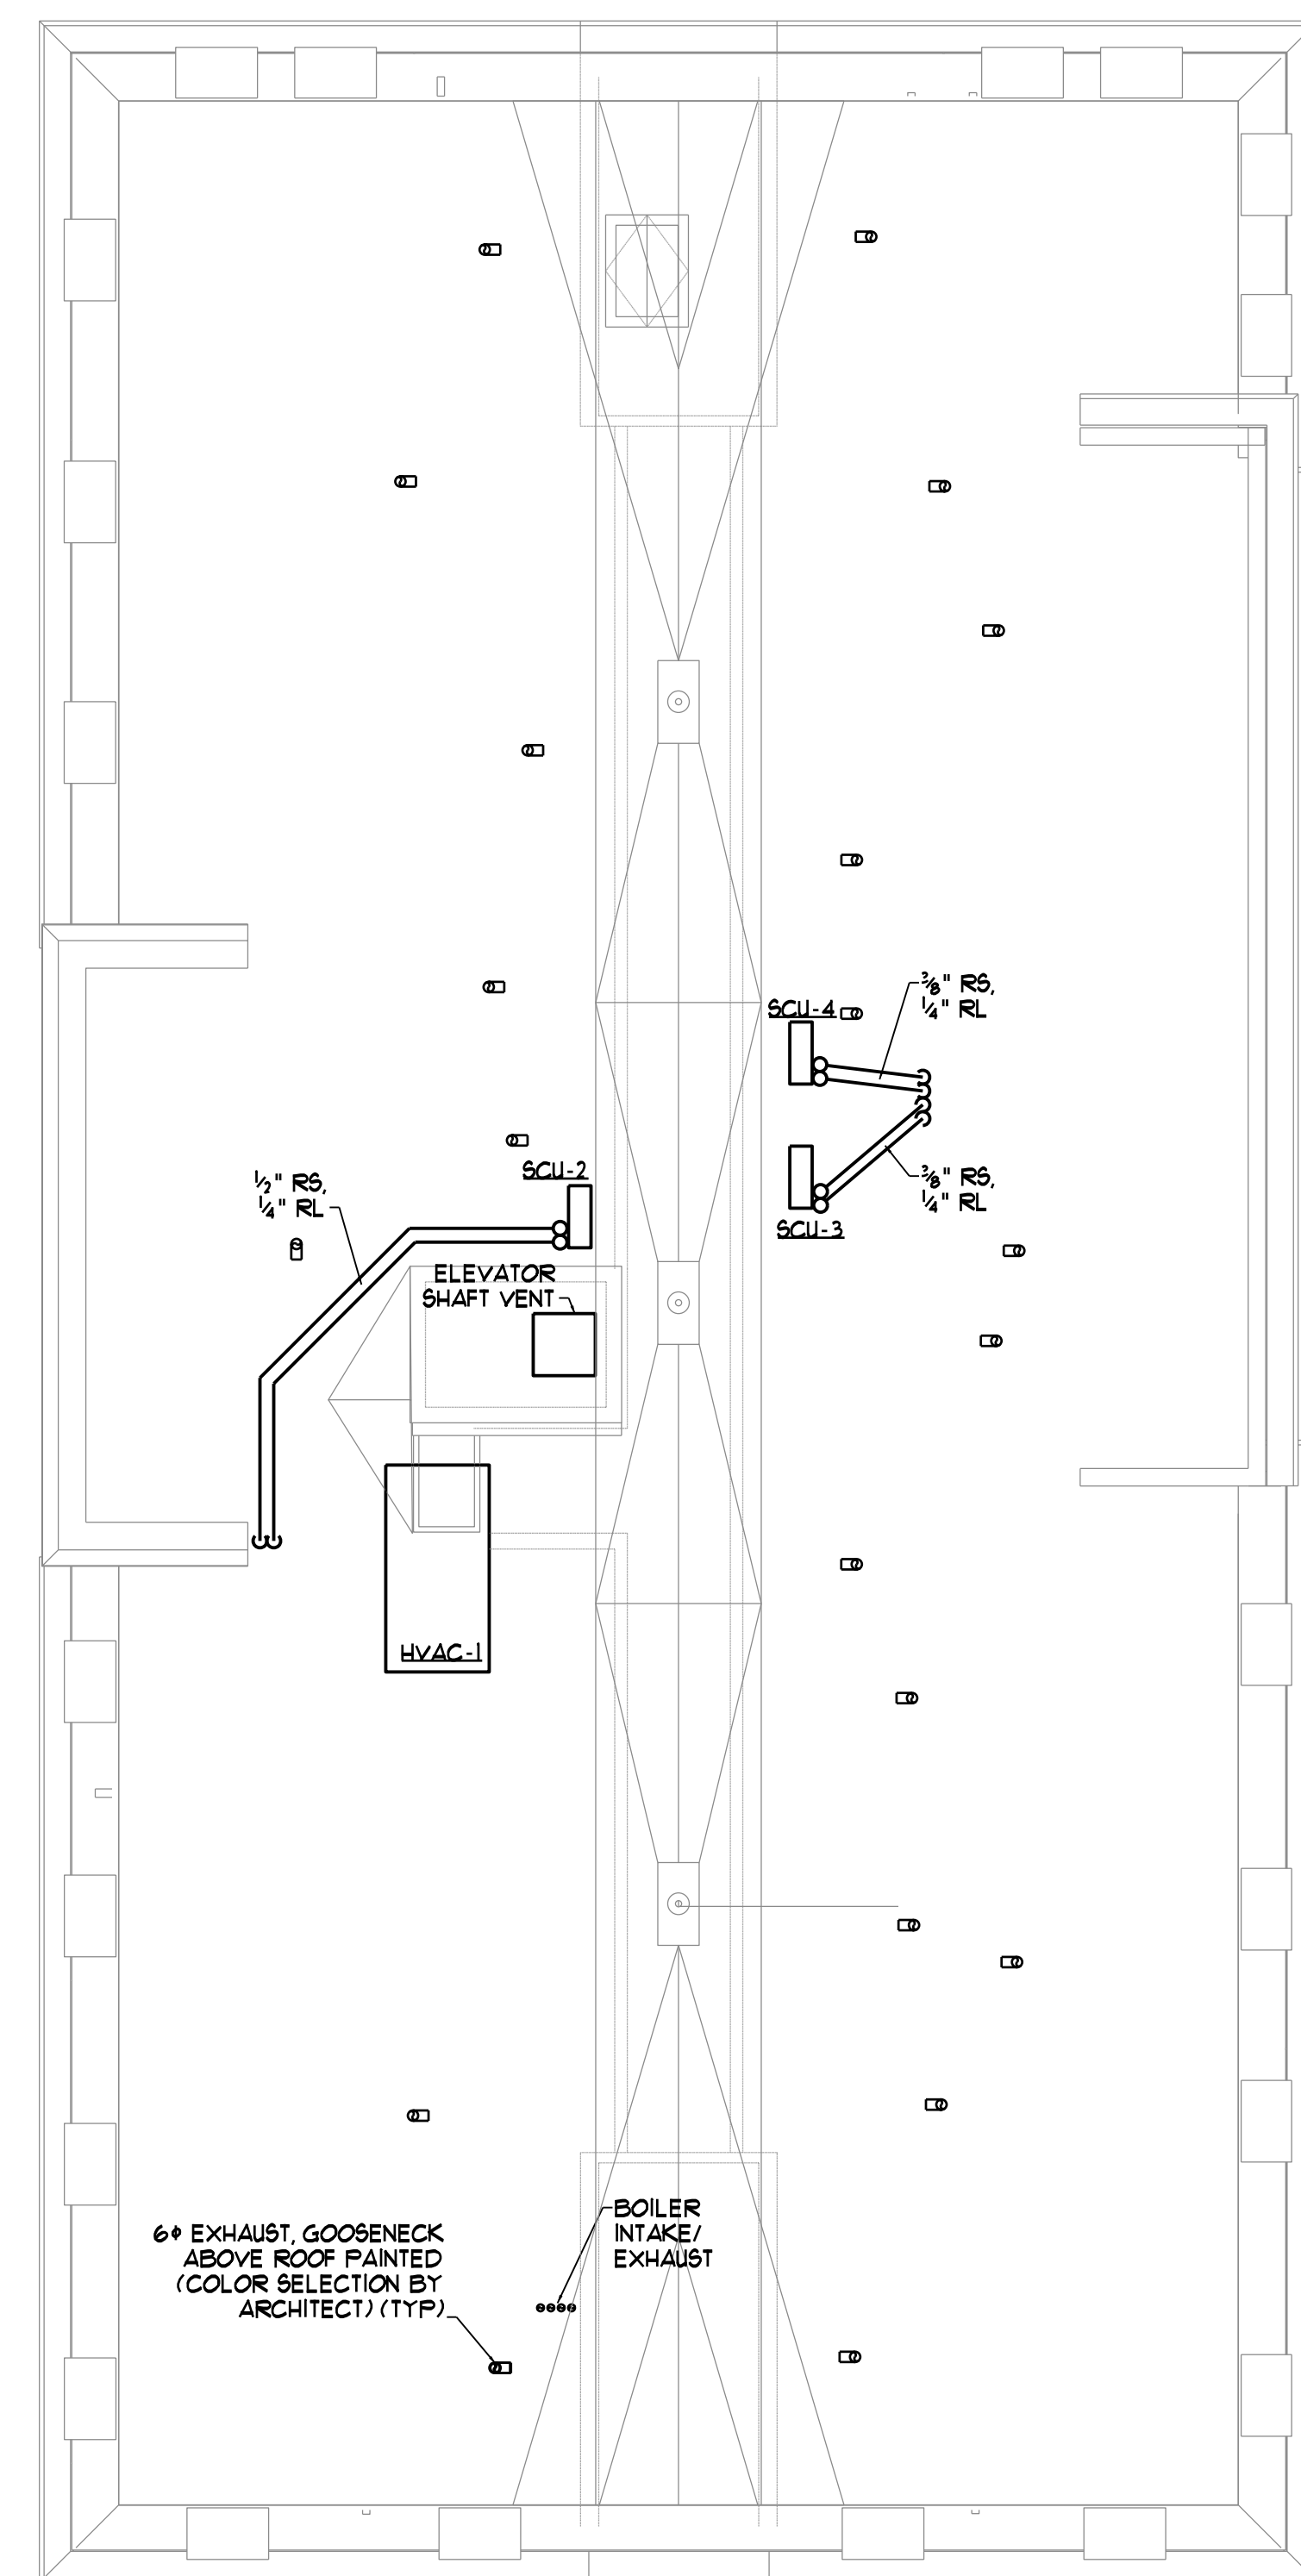 ⅜" RS,
¼" RL
SCU-4
SCU-2
½" RS,
¼" RL
⅜" RS,
¼" RL
SCU-3
ELEVATOR
SHAFT VENT
HVAC-1
BOILER
INTAKE/
EXHAUST
6ϕ EXHAUST, GOOSENECK
ABOVE ROOF PAINTED
(COLOR SELECTION BY
ARCHITECT) (TYP)